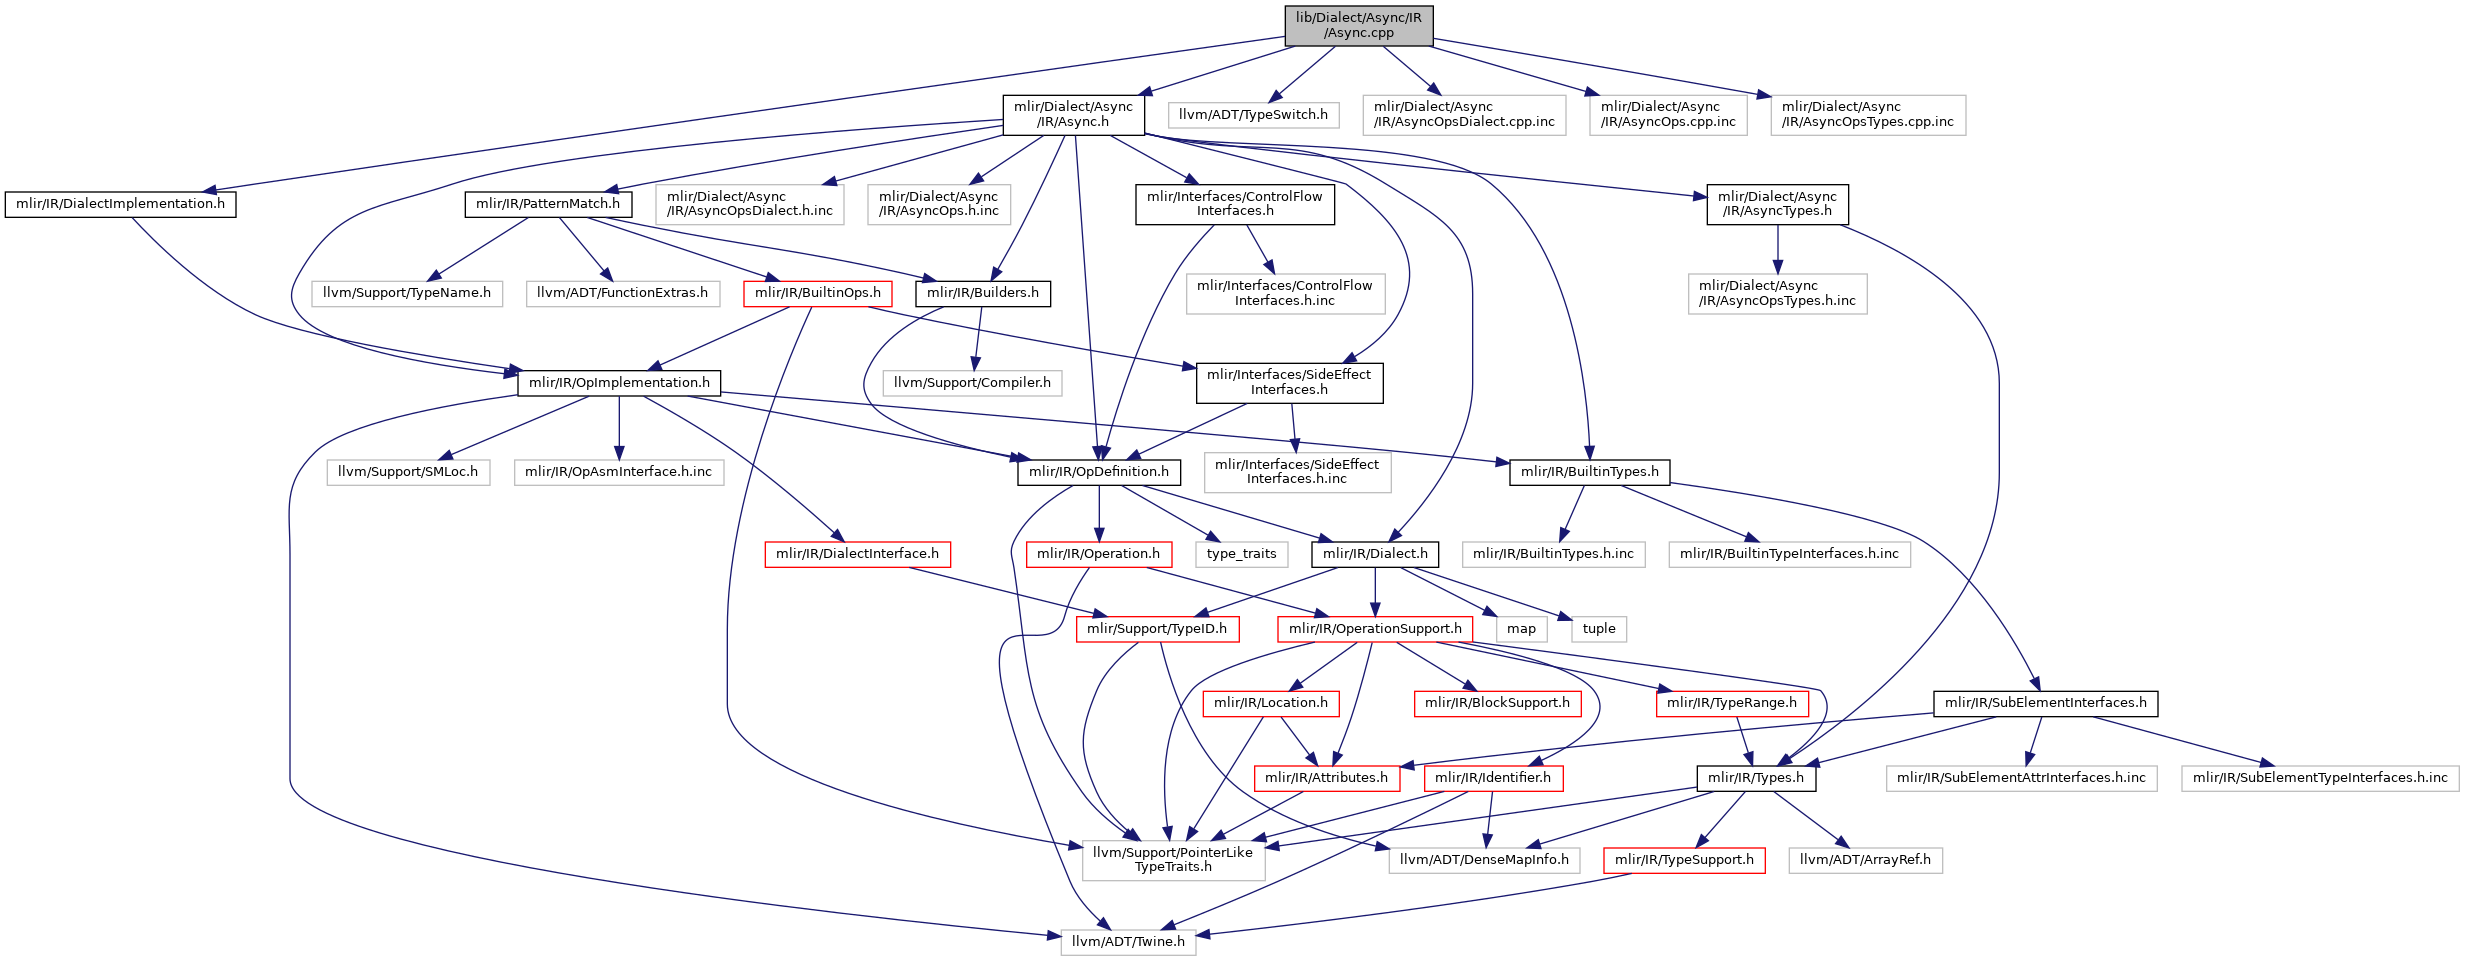 lib/Dialect/Async/IR
/Async.cpp
mlir/Dialect/Async
/IR/Async.h
llvm/ADT/TypeSwitch.h
mlir/Dialect/Async
/IR/AsyncOpsDialect.cpp.inc
mlir/Dialect/Async
/IR/AsyncOps.cpp.inc
mlir/Dialect/Async
/IR/AsyncOpsTypes.cpp.inc
mlir/IR/DialectImplementation.h
mlir/IR/PatternMatch.h
mlir/Dialect/Async
/IR/AsyncOpsDialect.h.inc
mlir/Dialect/Async
/IR/AsyncOps.h.inc
mlir/Interfaces/ControlFlow
Interfaces.h
mlir/Dialect/Async
/IR/AsyncTypes.h
llvm/Support/TypeName.h
llvm/ADT/FunctionExtras.h
mlir/IR/BuiltinOps.h
mlir/IR/Builders.h
mlir/Interfaces/ControlFlow
Interfaces.h.inc
mlir/Dialect/Async
/IR/AsyncOpsTypes.h.inc
mlir/IR/OpImplementation.h
llvm/Support/Compiler.h
mlir/Interfaces/SideEffect
Interfaces.h
llvm/Support/SMLoc.h
mlir/IR/OpAsmInterface.h.inc
mlir/IR/OpDefinition.h
mlir/Interfaces/SideEffect
Interfaces.h.inc
mlir/IR/BuiltinTypes.h
mlir/IR/DialectInterface.h
mlir/IR/Operation.h
type_traits
mlir/IR/Dialect.h
mlir/IR/BuiltinTypes.h.inc
mlir/IR/BuiltinTypeInterfaces.h.inc
mlir/Support/TypeID.h
mlir/IR/OperationSupport.h
map
tuple
mlir/IR/Location.h
mlir/IR/BlockSupport.h
mlir/IR/TypeRange.h
mlir/IR/SubElementInterfaces.h
mlir/IR/Attributes.h
mlir/IR/Identifier.h
mlir/IR/Types.h
mlir/IR/SubElementAttrInterfaces.h.inc
mlir/IR/SubElementTypeInterfaces.h.inc
llvm/Support/PointerLike
TypeTraits.h
llvm/ADT/DenseMapInfo.h
mlir/IR/TypeSupport.h
llvm/ADT/ArrayRef.h
llvm/ADT/Twine.h